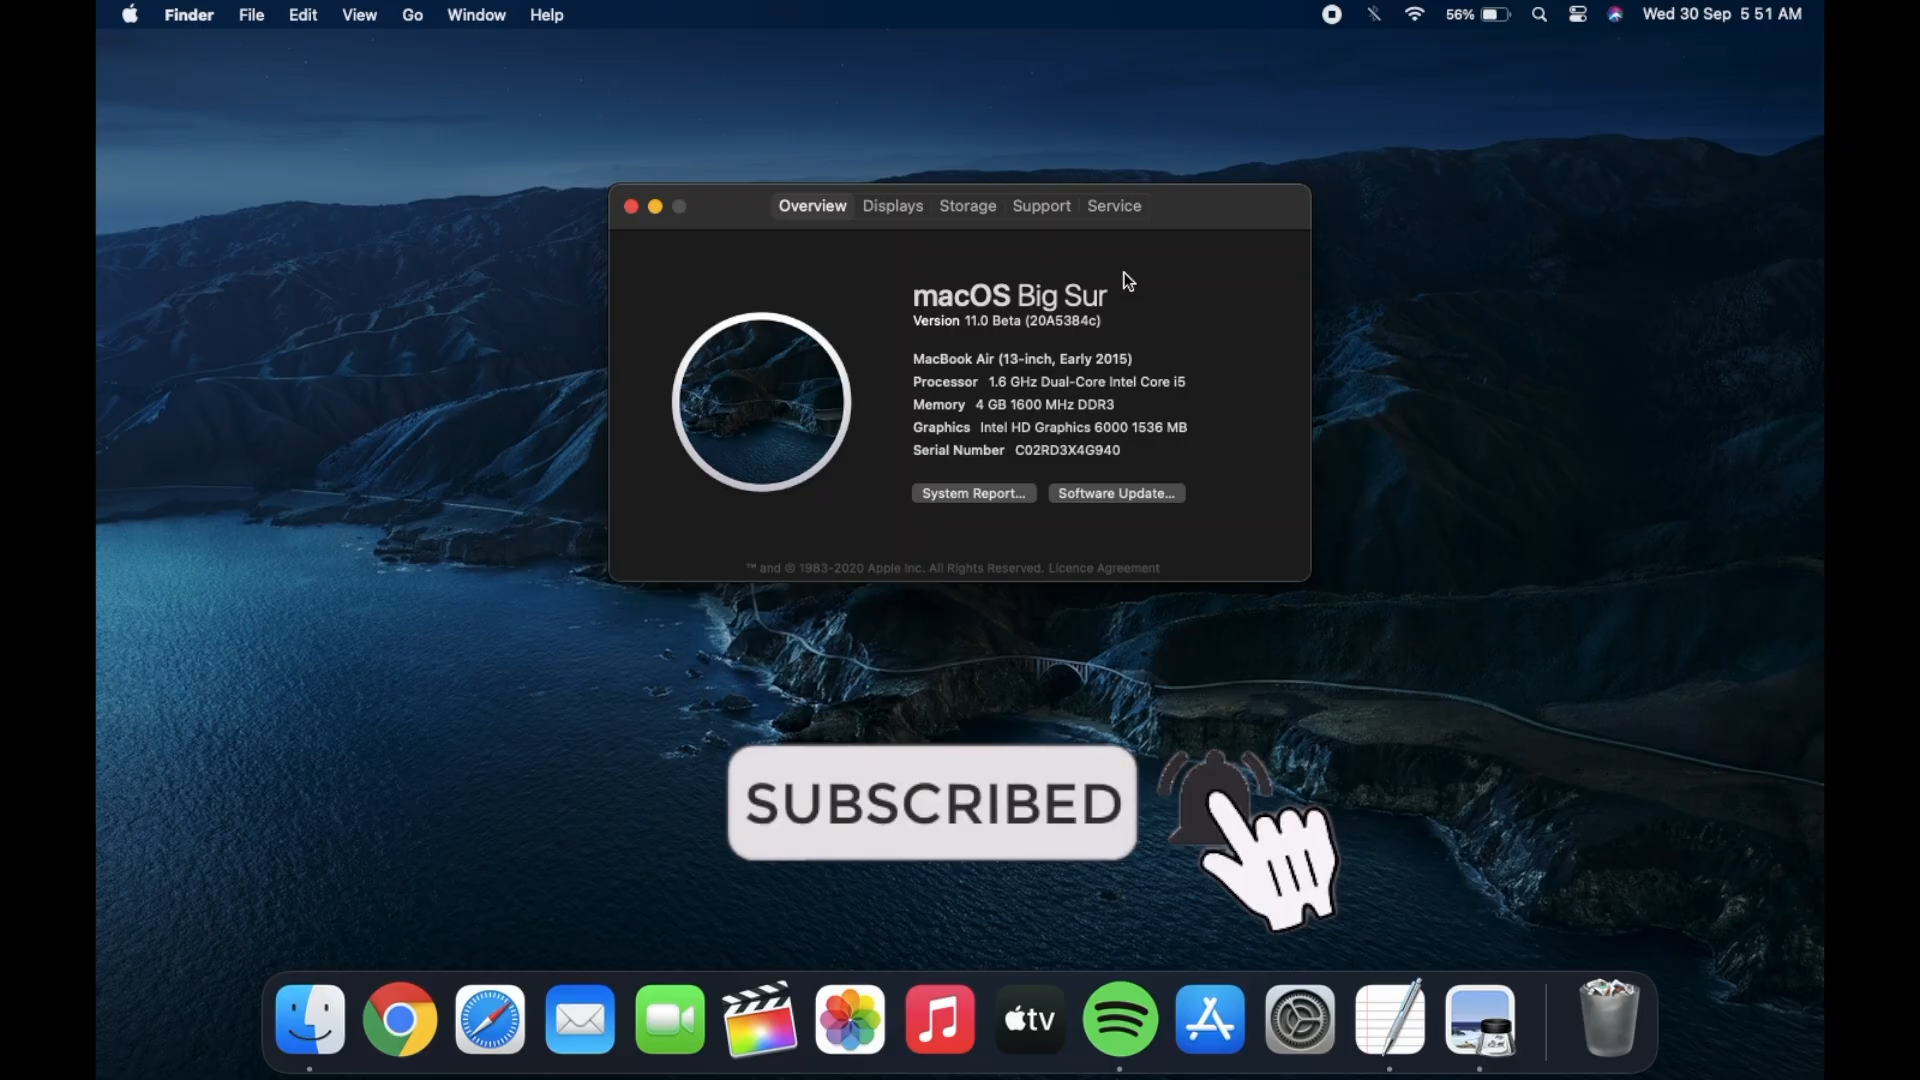 Finder File Edit View Go Window Help
56% Wed 30 Sep 5 51 AM
Overview Displays Storage Support Service
macOS Big Sur
Version 11.0 Beta (20A5384c)
MacBook Air (13-inch, Early 2015)
Processor 1.6 GHz Dual-Core Intel Core i5
Memory 4 GB 1600 MHz DDR3
Graphics Intel HD Graphics 6000 1536 MB
Serial Number C02RD3X4G940
System Report... Software Update...
™ and © 1983-2020 Apple Inc. All Rights Reserved. Licence Agreement
SUBSCRIBED
tv